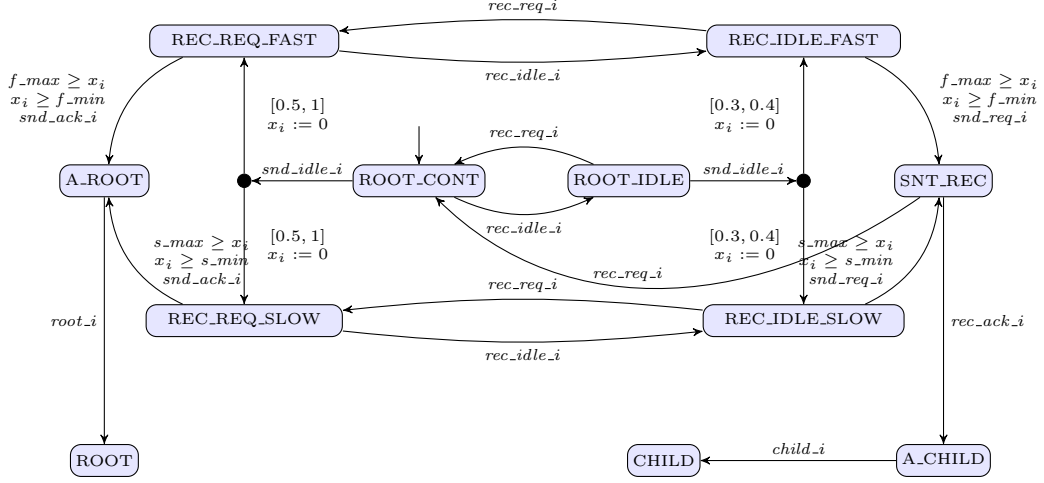 rec_req_i
REC_REQ_FAST
REC_IDLE_FAST
rec_idle_i
f_max ≥ x_i
x_i ≥ f_min
snd_ack_i
[0.5, 1]
x_i := 0
[0.3, 0.4]
x_i := 0
f_max ≥ x_i
x_i ≥ f_min
snd_req_i
rec_req_i
A_ROOT
snd_idle_i
ROOT_CONT
ROOT_IDLE
snd_idle_i
SNT_REC
rec_idle_i
s_max ≥ x_i
x_i ≥ s_min
snd_ack_i
[0.5, 1]
x_i := 0
[0.3, 0.4]
x_i := 0
s_max ≥ x_i
x_i ≥ s_min
snd_req_i
rec_req_i
rec_req_i
root_i
REC_REQ_SLOW
REC_IDLE_SLOW
rec_ack_i
rec_idle_i
ROOT
CHILD
child_i
A_CHILD